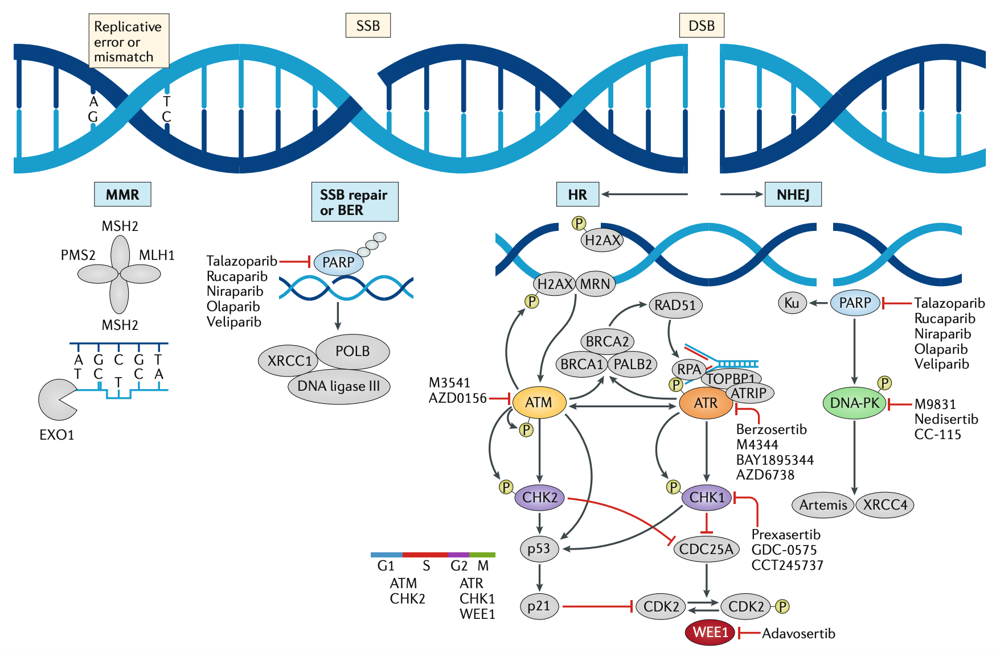 Replicative
error or
mismatch
SSB
DSB
A
G
T
C
MMR
SSB repair
or BER
HR
NHEJ
MSH2
PMS2
MLH1
MSH2
A G C G T
T C T C A
EXO1
Talazoparib
Rucaparib
Niraparib
Olaparib
Veliparib
PARP
XRCC1
POLB
DNA ligase III
P
H2AX
H2AX
MRN
P
RAD51
BRCA2
BRCA1
PALB2
RPA
TOPBP1
ATRIP
P
M3541
AZD0156
ATM
P
ATR
Berzosertib
M4344
BAY1895344
AZD6738
P
CHK2
P
CHK1
Prexasertib
GDC-0575
CCT245737
p53
CDC25A
p21
CDK2
CDK2
P
WEE1
Adavosertib
Ku
PARP
Talazoparib
Rucaparib
Niraparib
Olaparib
Veliparib
P
DNA-PK
M9831
Nedisertib
CC-115
Artemis
XRCC4
G1 S G2 M
ATM ATR
CHK2 CHK1
WEE1